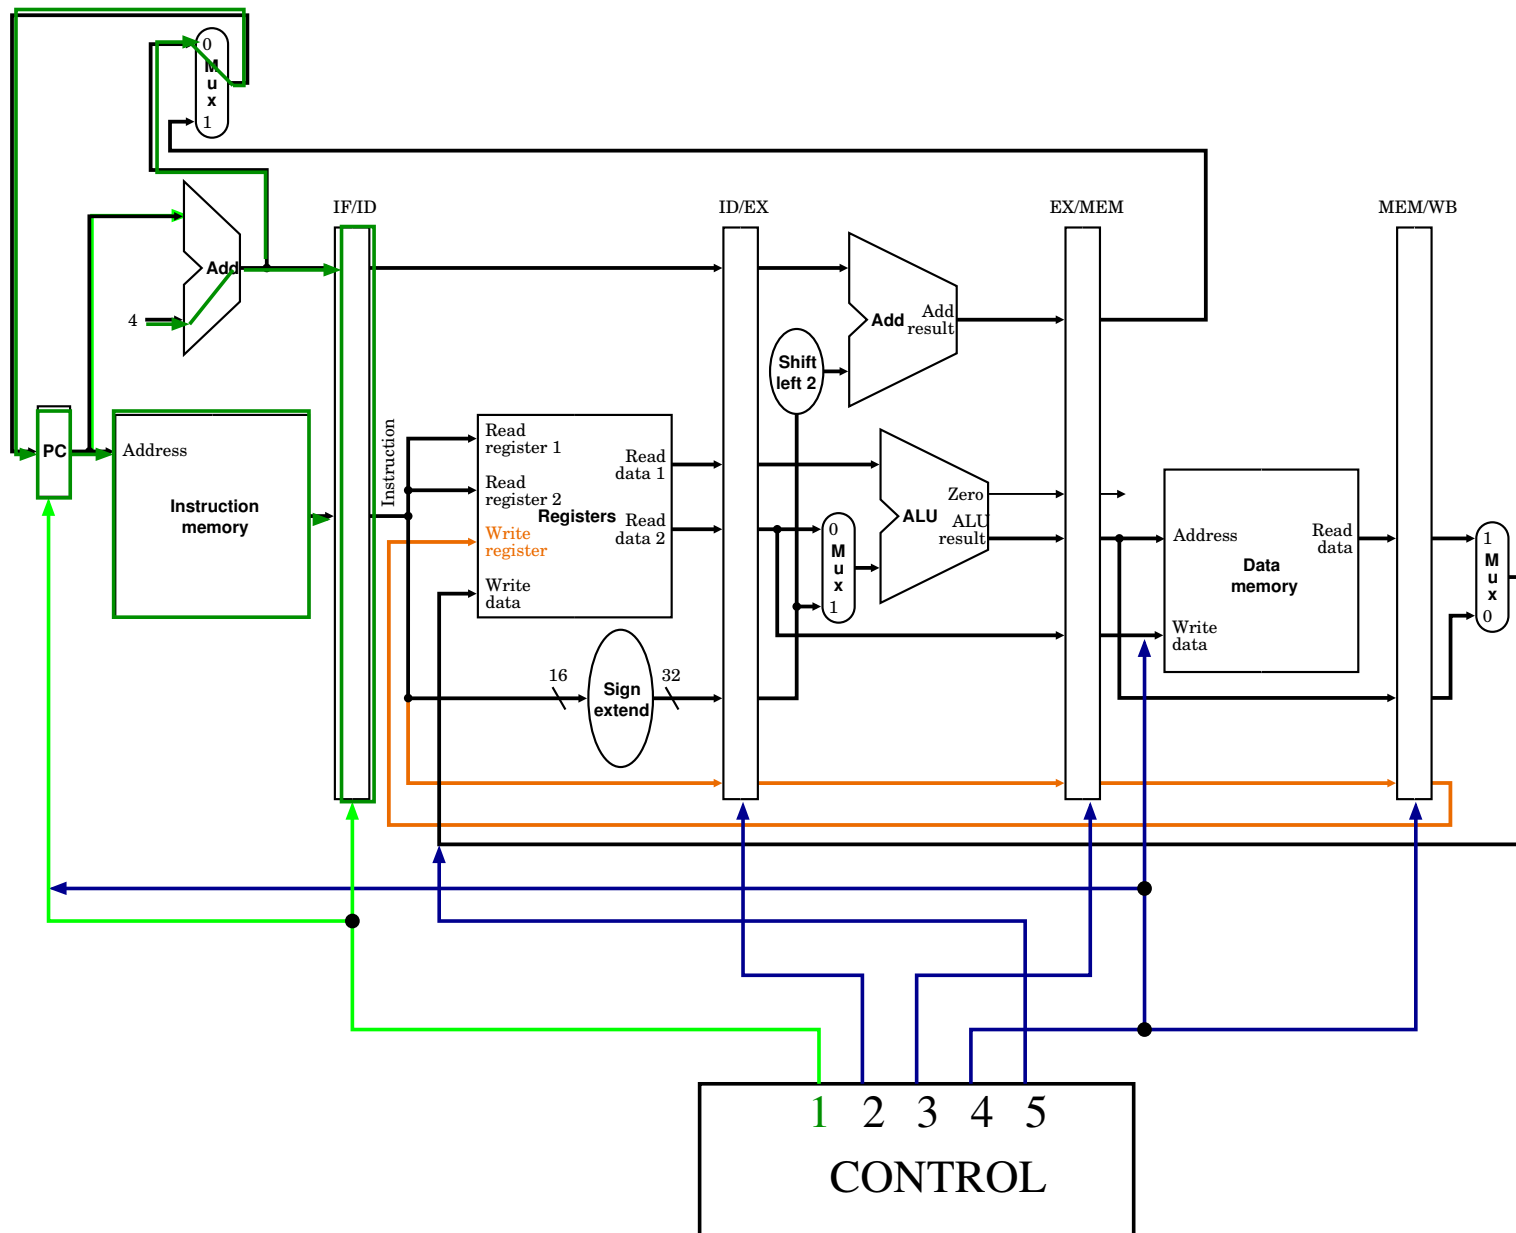 0
M
u
x
1
IF/ID
ID/EX
EX/MEM
MEM/WB
Add
4
Add
Add
result
Shift
left 2
PC
Address
Instruction
memory
Instruction
Read
register 1
Read
register 2
Write
register
Write
data
Registers
Read
data 1
Read
data 2
0
M
u
x
1
Zero
ALU
ALU
result
Address
Read
data
Data
memory
Write
data
1
M
u
x
0
16
Sign
extend
32
1 2 3 4 5
CONTROL